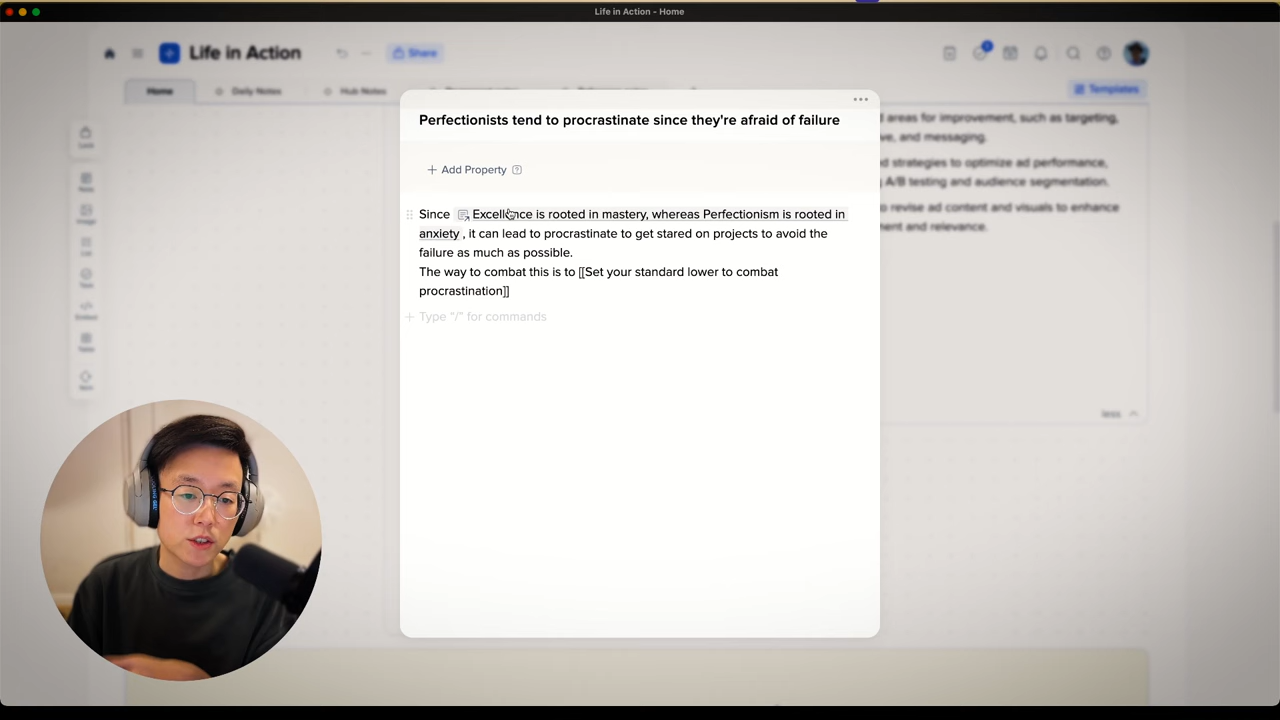 Life in Action - Home
Life in Action
Share
Home
Daily Notes
Hub Notes
Templates
Perfectionists tend to procrastinate since they're afraid of failure
+ Add Property
Since Excellence is rooted in mastery, whereas Perfectionism is rooted in
anxiety , it can lead to procrastinate to get stared on projects to avoid the
failure as much as possible.
The way to combat this is to [[Set your standard lower to combat
procrastination]]
+ Type "/" for commands
d areas for improvement, such as targeting,
ve, and messaging.
d strategies to optimize ad performance,
g A/B testing and audience segmentation.
to revise ad content and visuals to enhance
ment and relevance.
less